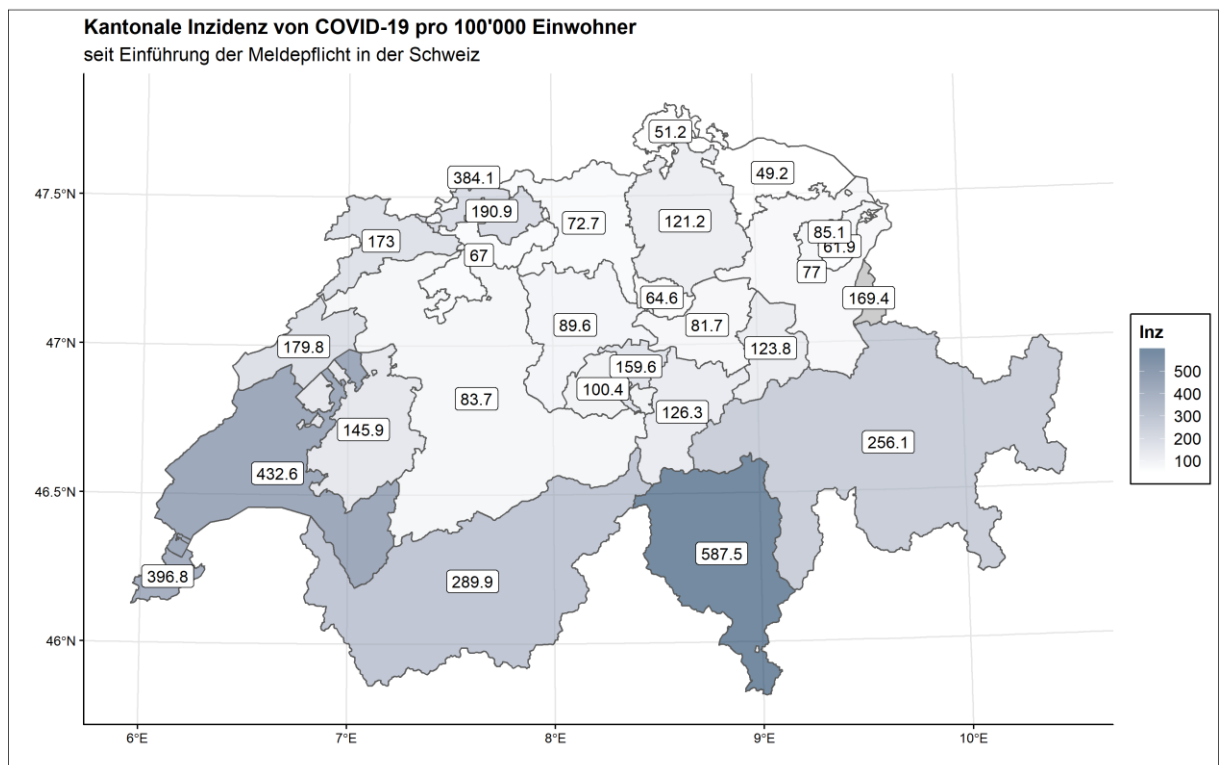 Kantonale Inzidenz von COVID-19 pro 100'000 Einwohner
seit Einführung der Meldepflicht in der Schweiz
51.2
384.1
49.2
190.9
72.7
121.2
85.1
173
61.9
67
77
64.6
169.4
89.6
81.7
179.8
123.8
159.6
100.4
83.7
126.3
145.9
256.1
432.6
587.5
396.8
289.9
47.5°N
47°N
46.5°N
46°N
6°E
7°E
8°E
9°E
10°E
Inz
500
400
300
200
100